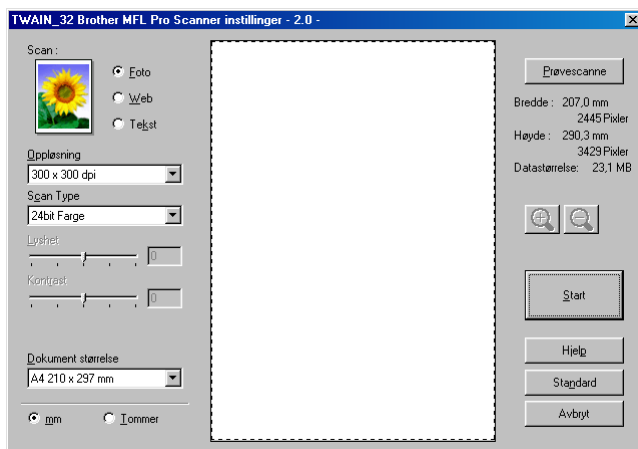 TWAIN_32 Brother MFL Pro Scanner instillinger - 2.0 -
Scan :
Foto
Web
Tekst
Oppløsning
300 x 300 dpi
Scan Type
24bit Farge
Lyshet
0
Kontrast
0
Dokument størrelse
A4 210 x 297 mm
mm
Tommer
Prøvescanne
Bredde : 207,0 mm
2445 Pixler
Høyde : 290,3 mm
3429 Pixler
Datastørrelse: 23,1 MB
Start
Hjelp
Standard
Avbryt